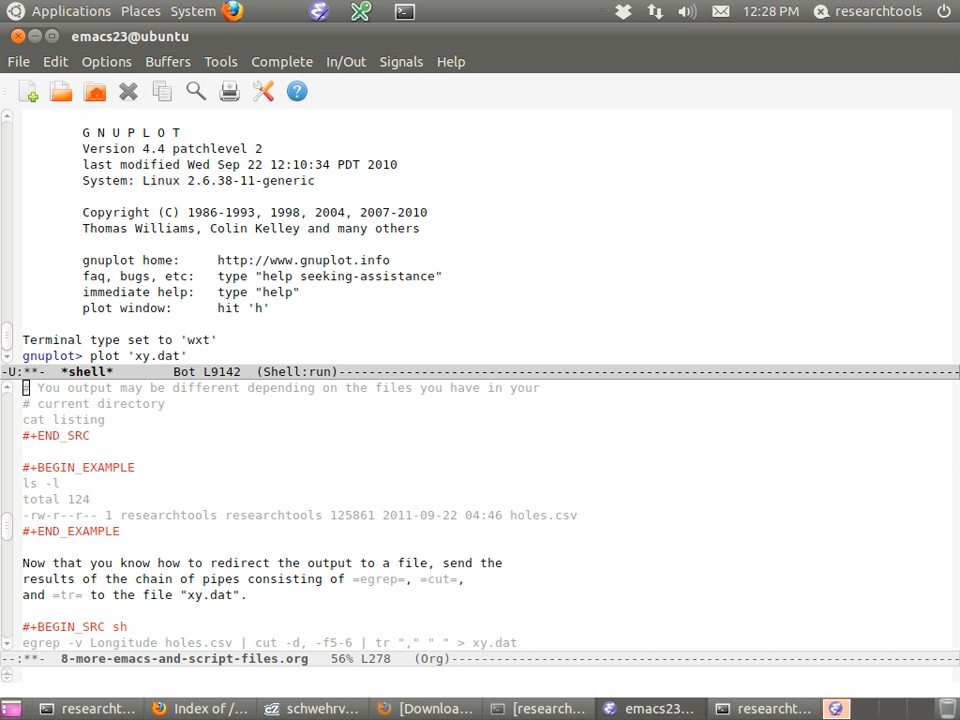 Applications Places System 12:28 PM researchtools
emacs23@ubuntu
File Edit Options Buffers Tools Complete In/Out Signals Help
G N U P L O T
Version 4.4 patchlevel 2
last modified Wed Sep 22 12:10:34 PDT 2010
System: Linux 2.6.38-11-generic
Copyright (C) 1986-1993, 1998, 2004, 2007-2010
Thomas Williams, Colin Kelley and many others
gnuplot home:     http://www.gnuplot.info
faq, bugs, etc:   type "help seeking-assistance"
immediate help:   type "help"
plot window:      hit 'h'
Terminal type set to 'wxt'
gnuplot> plot 'xy.dat'
-U:**-  *shell*        Bot L9142  (Shell:run)----------------------------------------------------------------------------------
# You output may be different depending on the files you have in your
# current directory
cat listing
#+END_SRC
#+BEGIN_EXAMPLE
ls -l
total 124
-rw-r--r-- 1 researchtools researchtools 125861 2011-09-22 04:46 holes.csv
#+END_EXAMPLE
Now that you know how to redirect the output to a file, send the
results of the chain of pipes consisting of =egrep=, =cut=,
and =tr= to the file "xy.dat".
#+BEGIN_SRC sh
egrep -v Longitude holes.csv | cut -d, -f5-6 | tr "," " " > xy.dat
--:**-  8-more-emacs-and-script-files.org   56% L278   (Org)--------------------------------------------------------------------
researcht... Index of /... schwehrv... [Downloa... [research... emacs23... researcht...